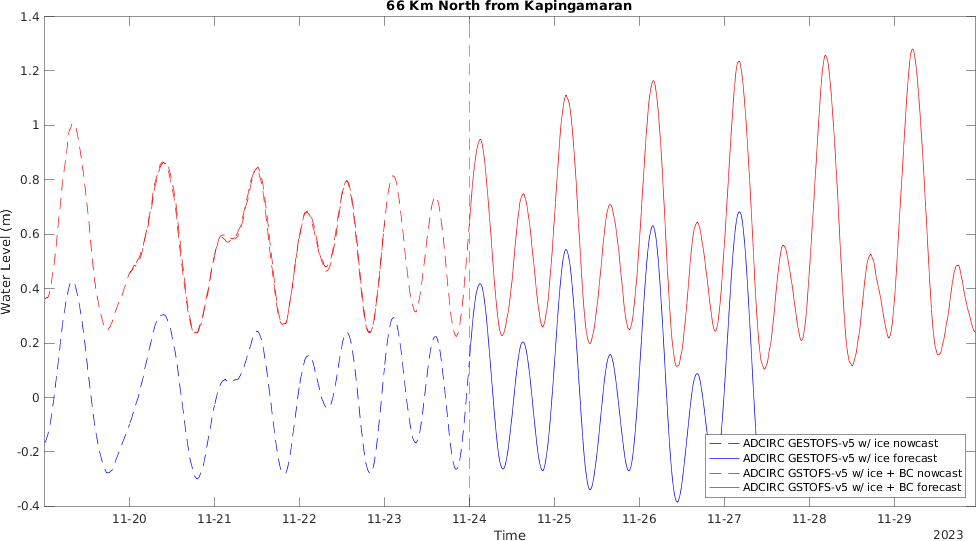 66 Km North from Kapingamaran
1.4
1.2
1
0.8
0.6
0.4
0.2
0
-0.2
-0.4
Water Level (m)
ADCIRC GESTOFS-v5 w/ ice nowcast
ADCIRC GESTOFS-v5 w/ ice forecast
ADCIRC GSTOFS-v5 w/ ice + BC nowcast
ADCIRC GSTOFS-v5 w/ ice + BC forecast
11-20 11-21 11-22 11-23 11-24 11-25 11-26 11-27 11-28 11-29
Time
2023